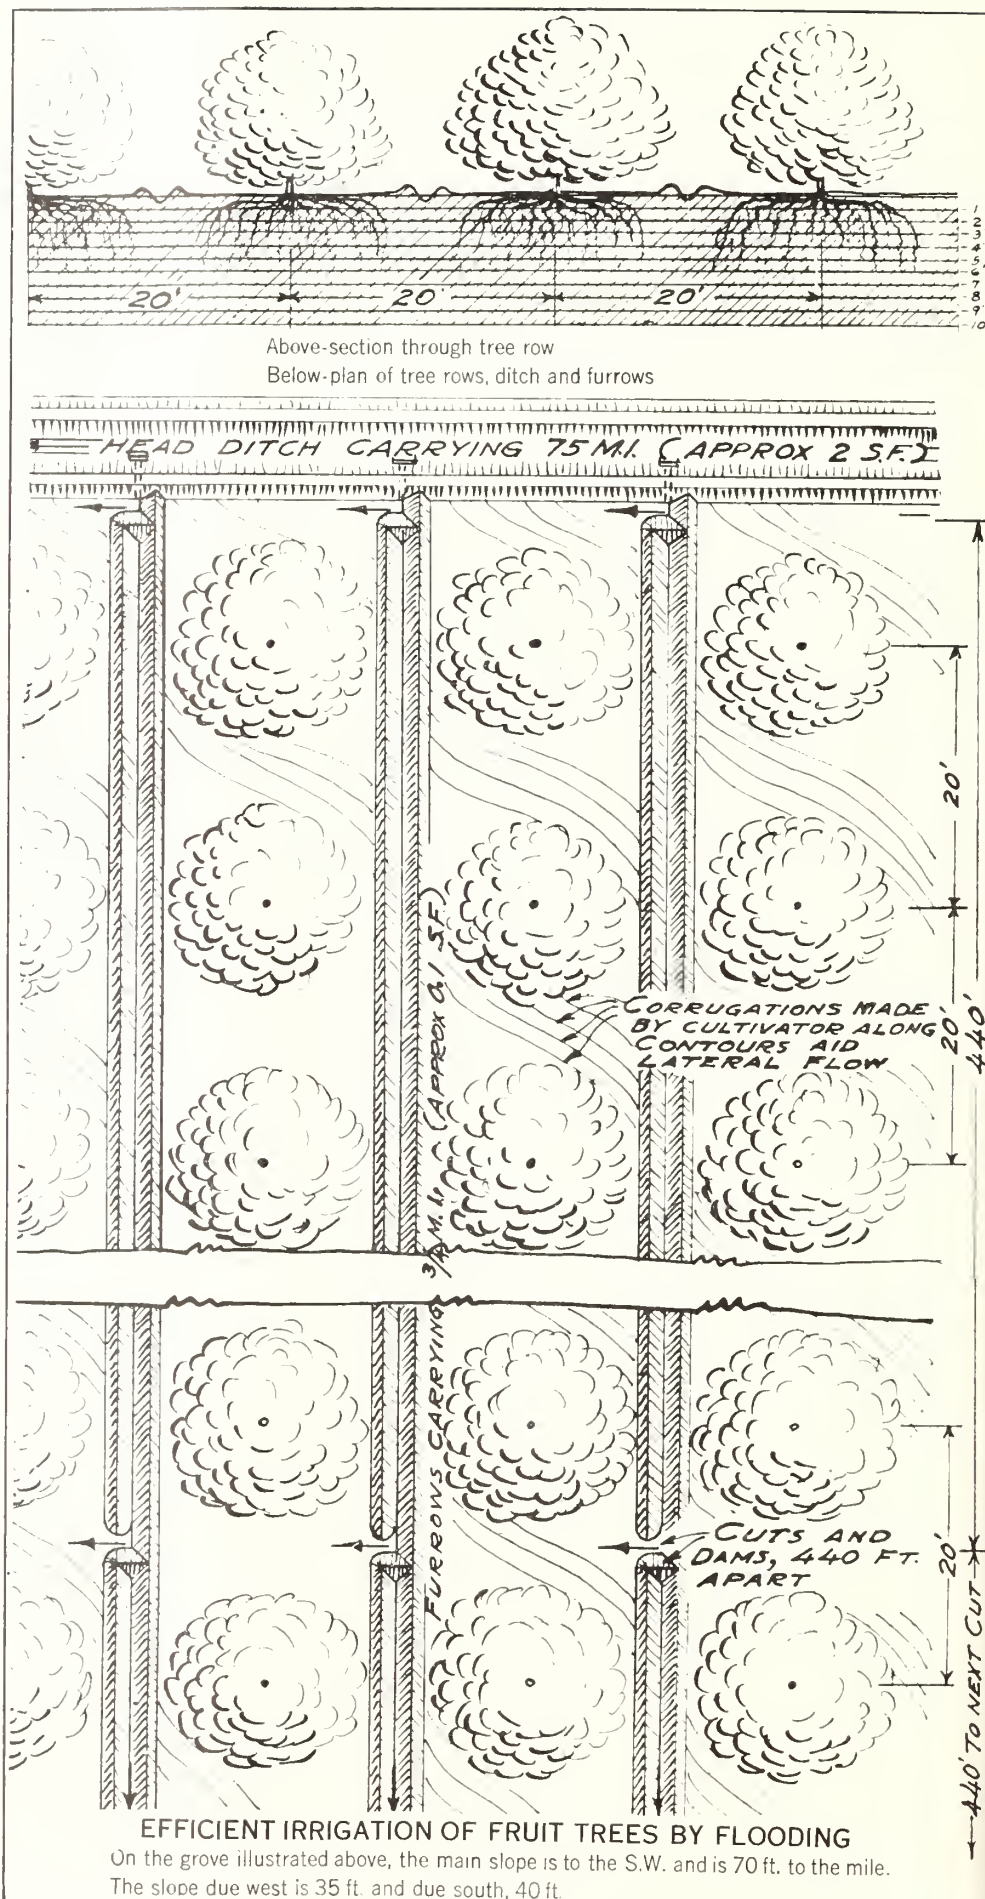 1
2
3
4
5
6
7
8
9
10
20' 20' 20'
Above-section through tree row
Below-plan of tree rows, ditch and furrows
HEAD DITCH CARRYING 75 M.I. (APPROX 2 S.F.)
20'
20'
440'
CORRUGATIONS MADE
BY CULTIVATOR ALONG
CONTOURS AID
LATERAL FLOW
FURROWS CARRYING M.I. (APPROX 0.1 S.F.)
CUTS AND
DAMS, 440 FT.
APART
20'
440' TO NEXT CUT
EFFICIENT IRRIGATION OF FRUIT TREES BY FLOODING
On the grove illustrated above, the main slope is to the S.W. and is 70 ft. to the mile.
The slope due west is 35 ft. and due south, 40 ft.